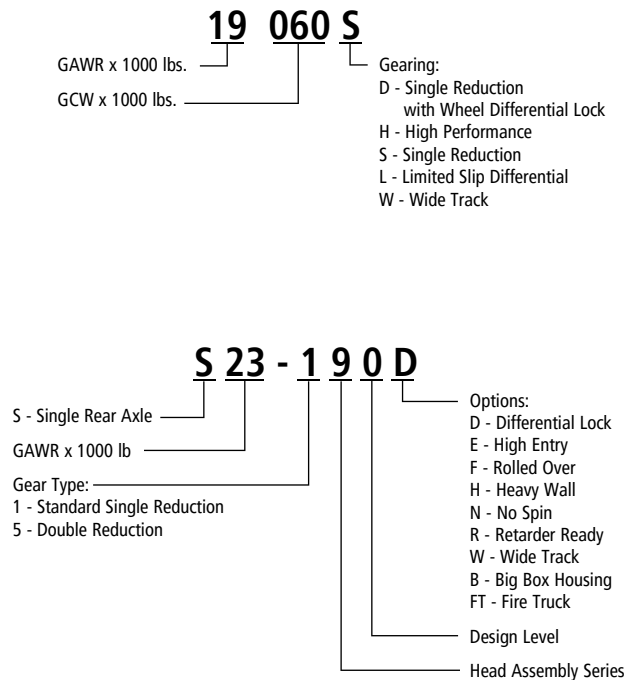 19 060 S
GAWR x 1000 lbs.
GCW x 1000 lbs.
Gearing:
D - Single Reduction
with Wheel Differential Lock
H - High Performance
S - Single Reduction
L - Limited Slip Differential
W - Wide Track
S 23 - 1 9 0 D
S - Single Rear Axle
GAWR x 1000 lb
Gear Type:
1 - Standard Single Reduction
5 - Double Reduction
Options:
D - Differential Lock
E - High Entry
F - Rolled Over
H - Heavy Wall
N - No Spin
R - Retarder Ready
W - Wide Track
B - Big Box Housing
FT - Fire Truck
Design Level
Head Assembly Series